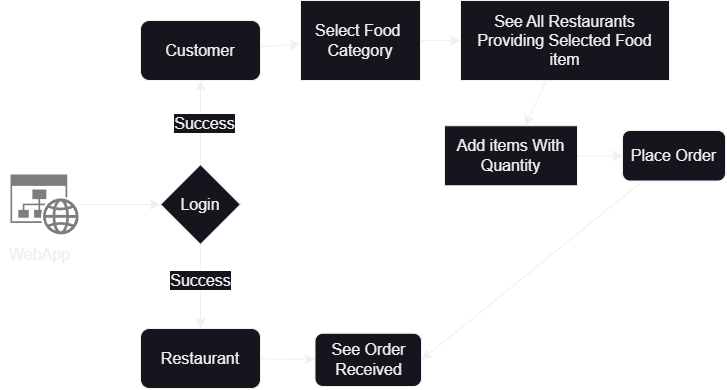 Customer
Select Food
Category
See All Restaurants
Providing Selected Food
item
Success
Add items With
Quantity
Place Order
Login
WebApp
Success
Restaurant
See Order
Received